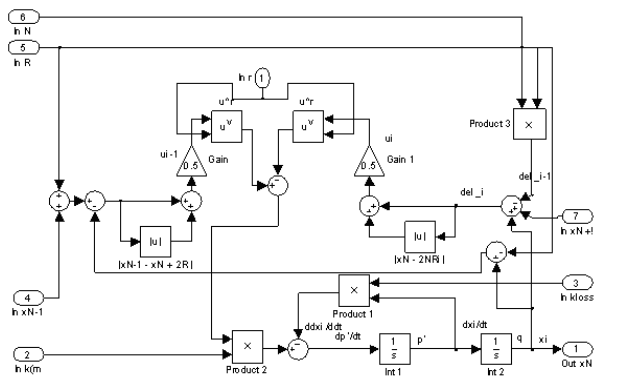 6
In N
5
In R
In r 1
u^r
u^r
u^v
u^v
Product 3
ui-1
0.5
Gain
ui
0.5
Gain 1
del_i-1
del_i
7
In xN+!
|u|
|xN-1 - xN + 2R|
|u|
|xN - 2NRi|
4
In xN-1
3
In kloss
Product 1
ddxi /ddt
dp'/dt
p'
dxi/dt
q
xi
2
In k(m
Product 2
1
s
Int 1
1
s
Int 2
1
Out xN